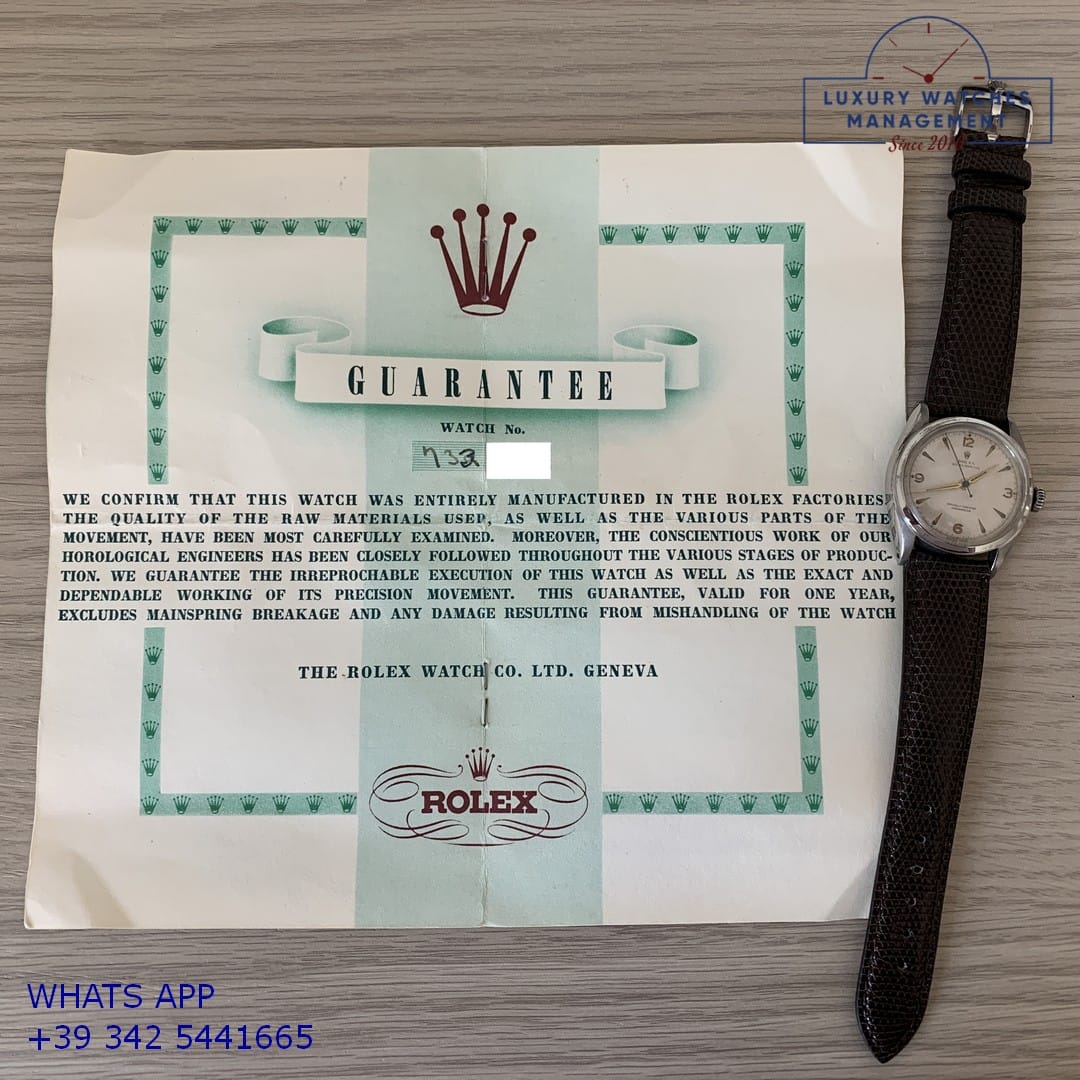 LUXURY WATCHES
MANAGEMENT
GUARANTEE
WATCH No.
WE CONFIRM THAT THIS WATCH WAS ENTIRELY MANUFACTURED IN THE ROLEX FACTORIES.
THE QUALITY OF THE RAW MATERIALS USED, AS WELL AS THE VARIOUS PARTS OF THE
MOVEMENT, HAVE BEEN MOST CAREFULLY EXAMINED. MOREOVER, THE CONSCIENTIOUS WORK OF OUR
HOROLOGICAL ENGINEERS HAS BEEN CLOSELY FOLLOWED THROUGHOUT THE VARIOUS STAGES OF PRODUC-
TION. WE GUARANTEE THE IRREPROCHABLE EXECUTION OF THIS WATCH AS WELL AS THE EXACT AND
DEPENDABLE WORKING OF ITS PRECISION MOVEMENT. THIS GUARANTEE, VALID FOR ONE YEAR,
EXCLUDES MAINSPRING BREAKAGE AND ANY DAMAGE RESULTING FROM MISHANDLING OF THE WATCH
THE ROLEX WATCH CO. LTD. GENEVA
ROLEX
12
9
3
6
WHATS APP
+39 342 5441665